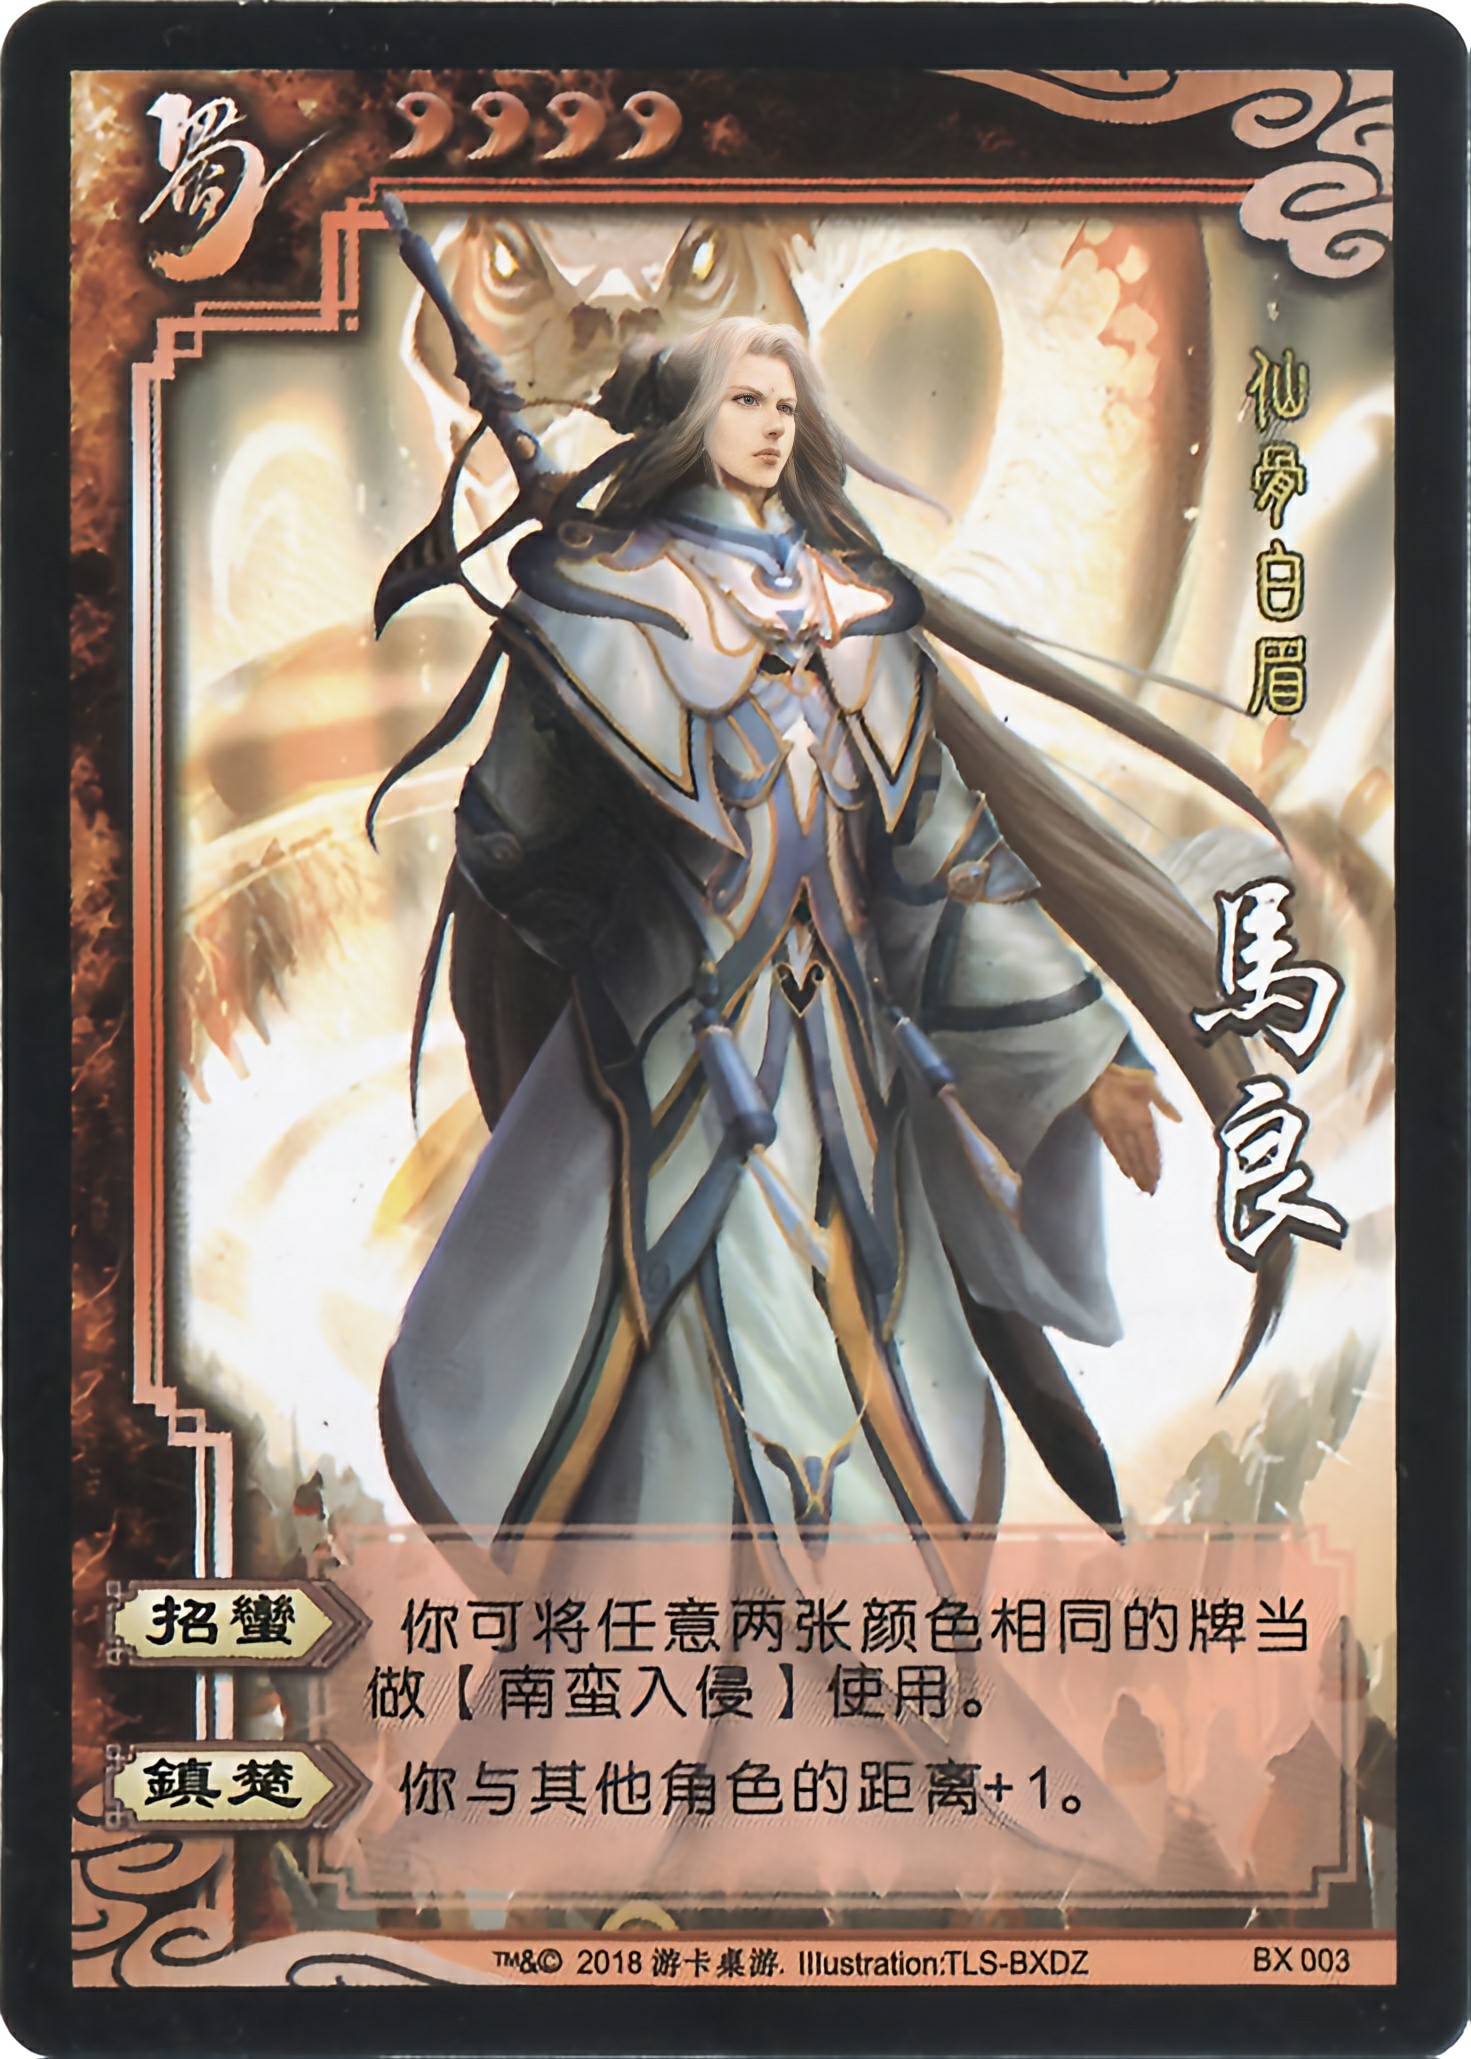 蜀
仙骨白眉
馬良
招蠻
你可将任意两张颜色相同的牌当
做【南蛮入侵】使用。
鎮楚
你与其他角色的距离+1。
™&© 2018 游卡桌游. Illustration:TLS-BXDZ
BX 003